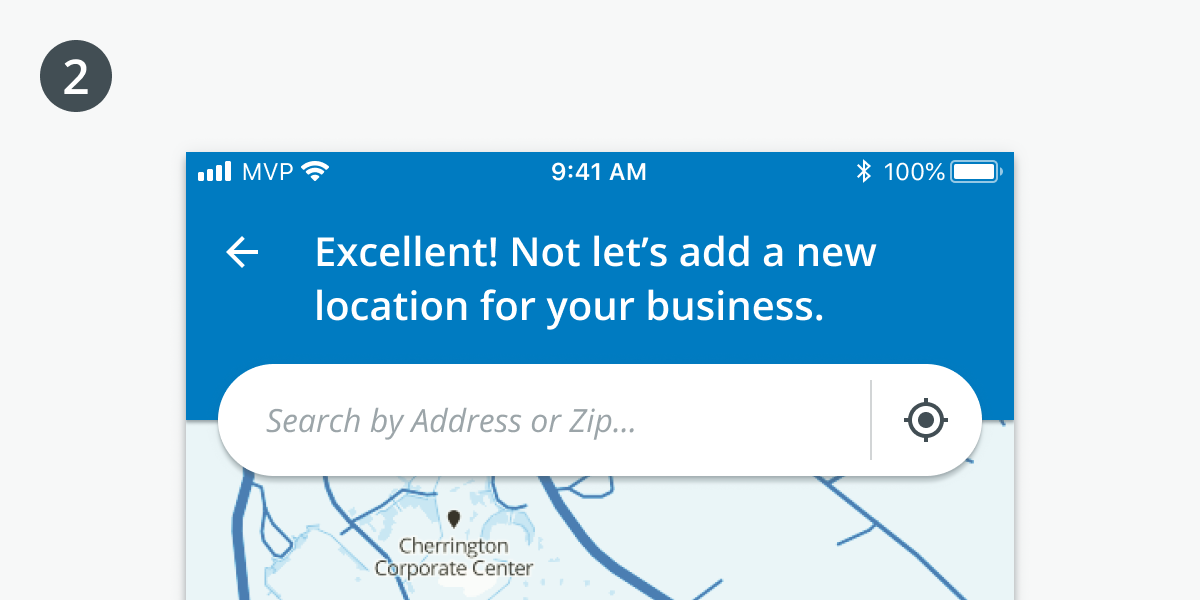 2
MVP 9:41 AM 100%
Excellent! Not let’s add a new
location for your business.
Search by Address or Zip...
Cherrington
Corporate Center